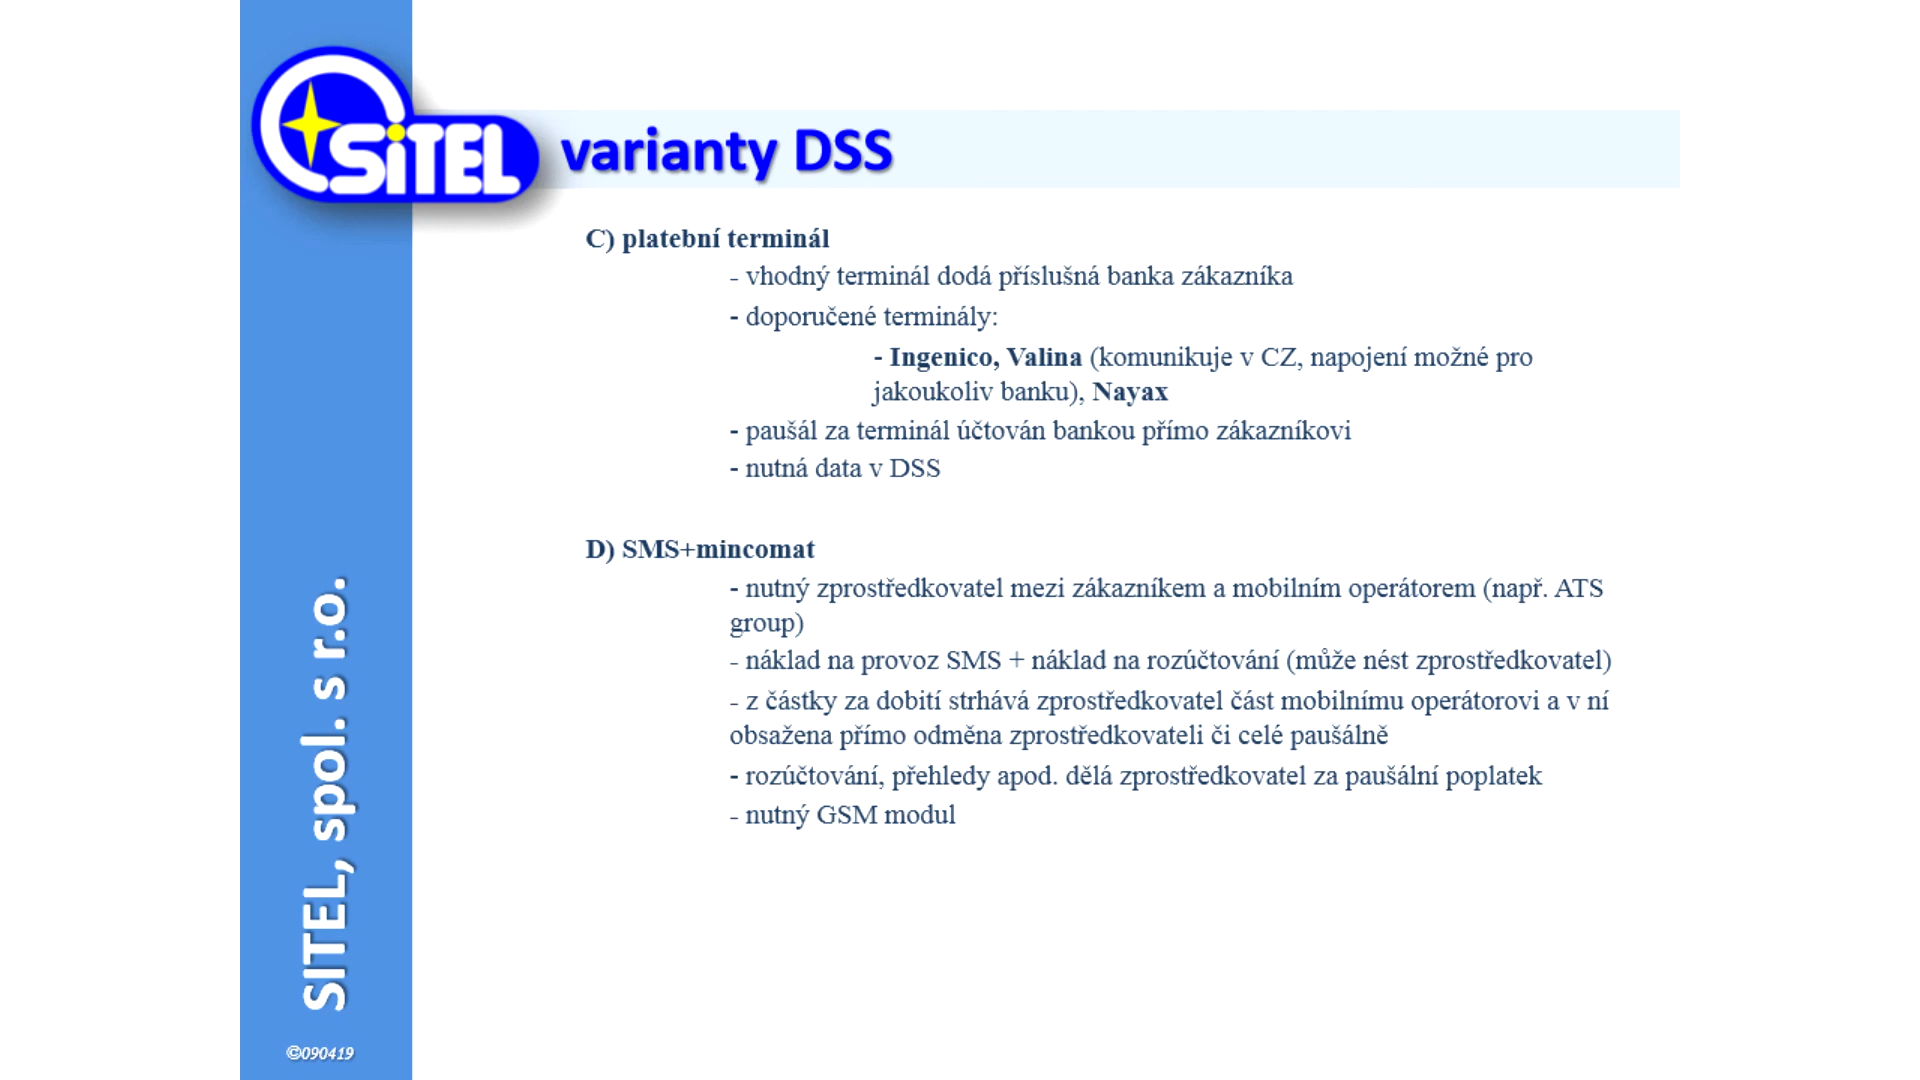 SiTEL
varianty DSS
C) platební terminál
- vhodný terminál dodá příslušná banka zákazníka
- doporučené terminály:
- Ingenico, Valina (komunikuje v CZ, napojení možné pro
jakoukoliv banku), Nayax
- paušál za terminál účtován bankou přímo zákazníkovi
- nutná data v DSS
D) SMS+mincomat
- nutný zprostředkovatel mezi zákazníkem a mobilním operátorem (např. ATS
group)
- náklad na provoz SMS + náklad na rozúčtování (může nést zprostředkovatel)
- z částky za dobití strhává zprostředkovatel část mobilnímu operátorovi a v ní
obsažena přímo odměna zprostředkovateli či celé paušálně
- rozúčtování, přehledy apod. dělá zprostředkovatel za paušální poplatek
- nutný GSM modul
SITEL, spol. s r.o.
©090419